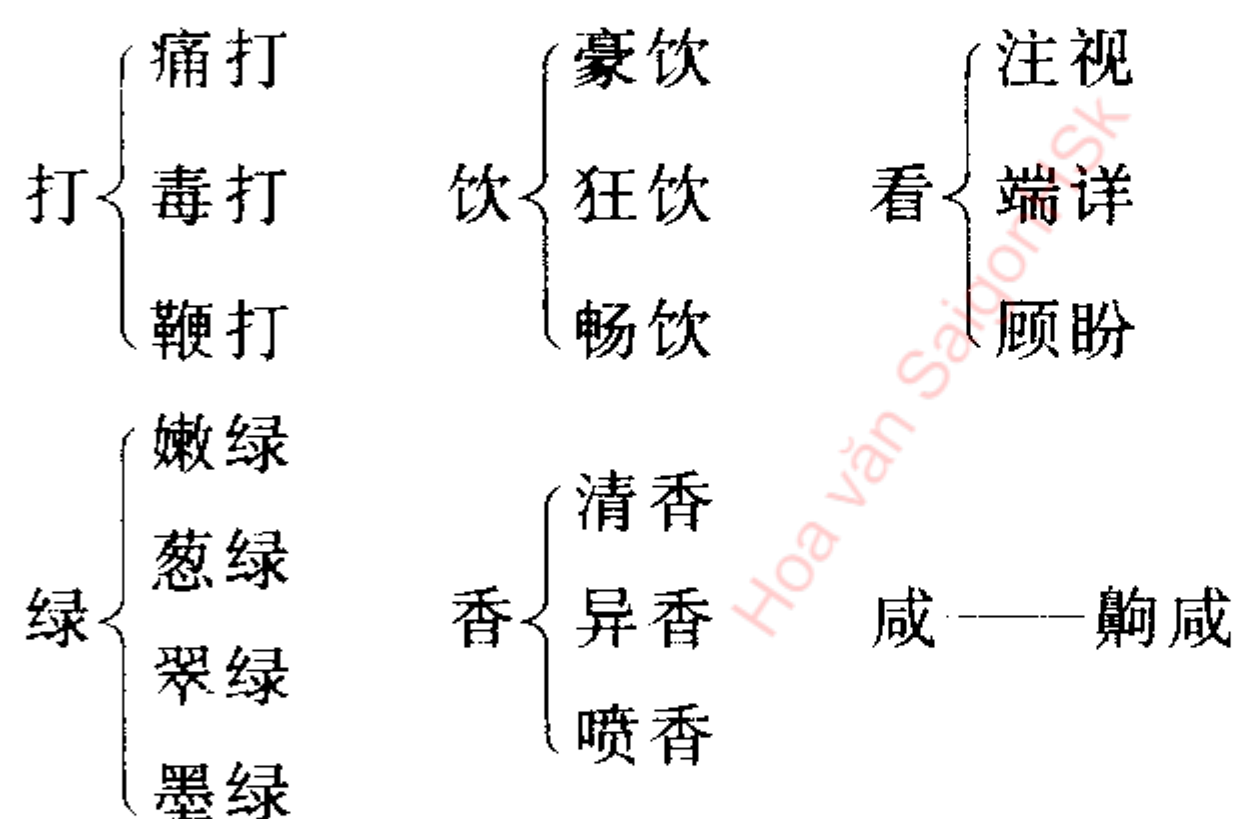 打 痛打 毒打 鞭打
饮 豪饮 狂饮 畅饮
看 注视 端详 顾盼
绿 嫩绿 葱绿 翠绿 墨绿
香 清香 异香 喷香
咸——齁咸
Hoa văn SaigonHSK